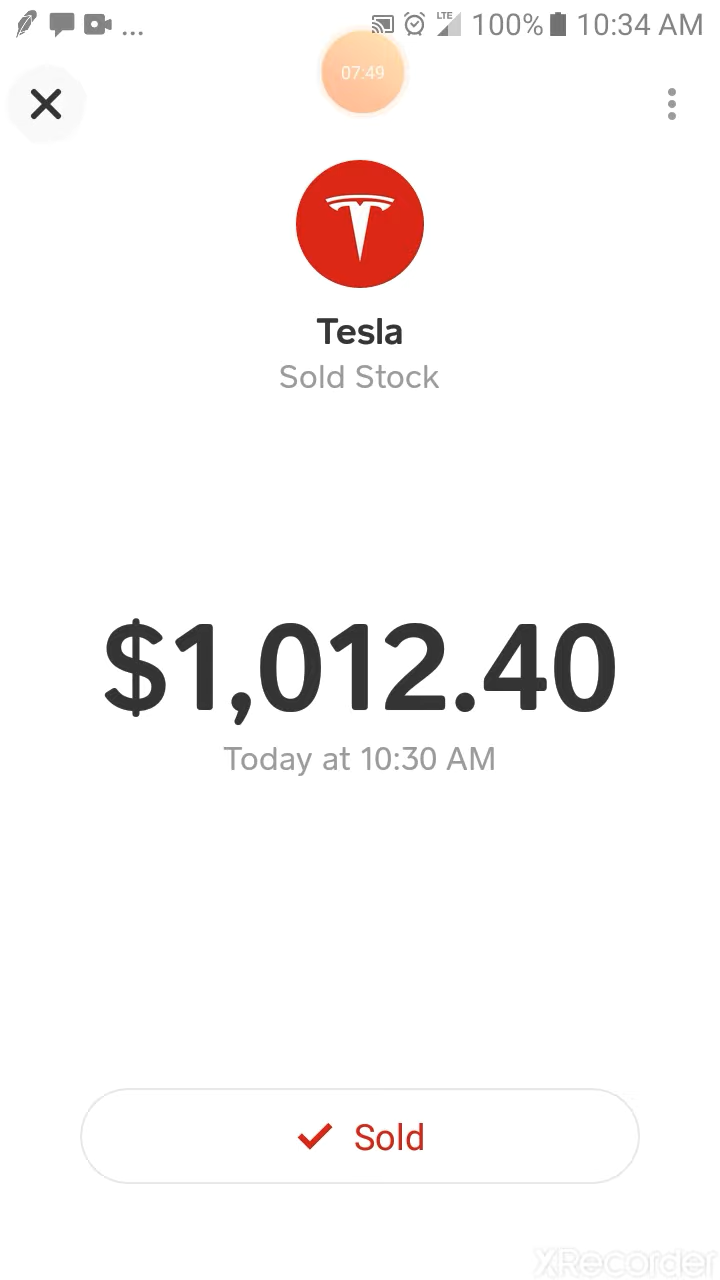 ... LTE 100% 10:34 AM
07:49
Tesla
Sold Stock
$1,012.40
Today at 10:30 AM
Sold
XRecorder